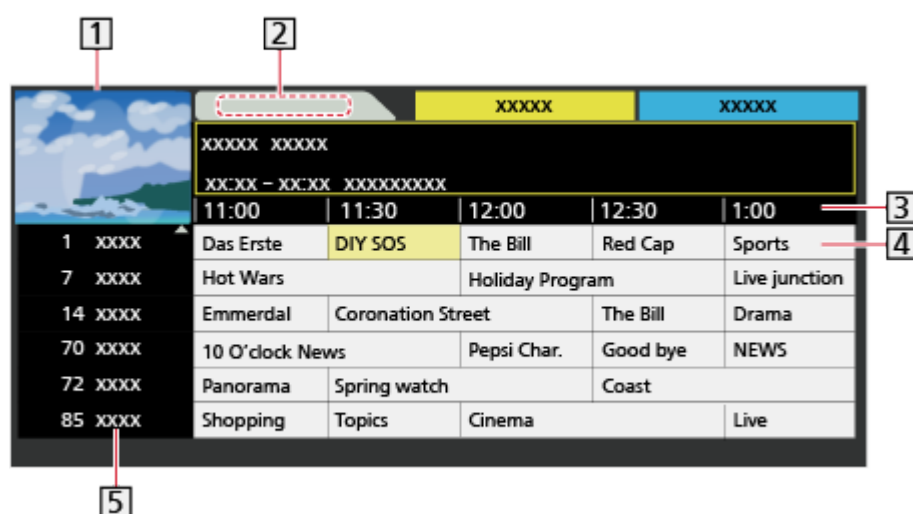 1 2
XXXXX XXXXX
XXXXX XXXXX
XX:XX – XX:XX XXXXXXXXX
11:00 11:30 12:00 12:30 1:00 3
1 XXXX Das Erste DIY SOS The Bill Red Cap Sports 4
7 XXXX Hot Wars Holiday Program Live junction
14 XXXX Emmerdal Coronation Street The Bill Drama
70 XXXX 10 O'clock News Pepsi Char. Good bye NEWS
72 XXXX Panorama Spring watch Coast
85 XXXX Shopping Topics Cinema Live
5